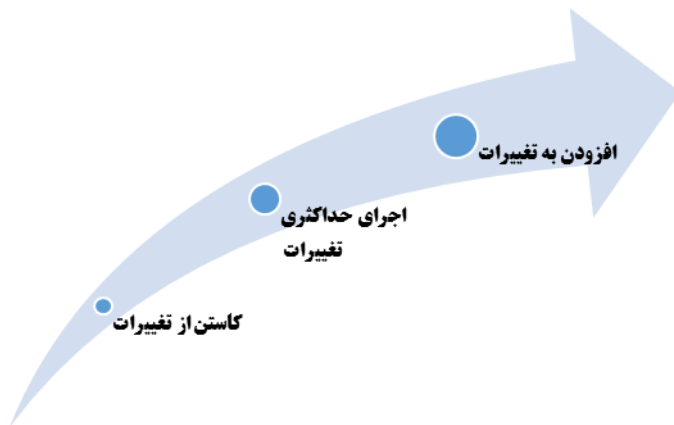 افزودن به تغییرات
اجرای حداکثری
تغییرات
کاستن از تغییرات